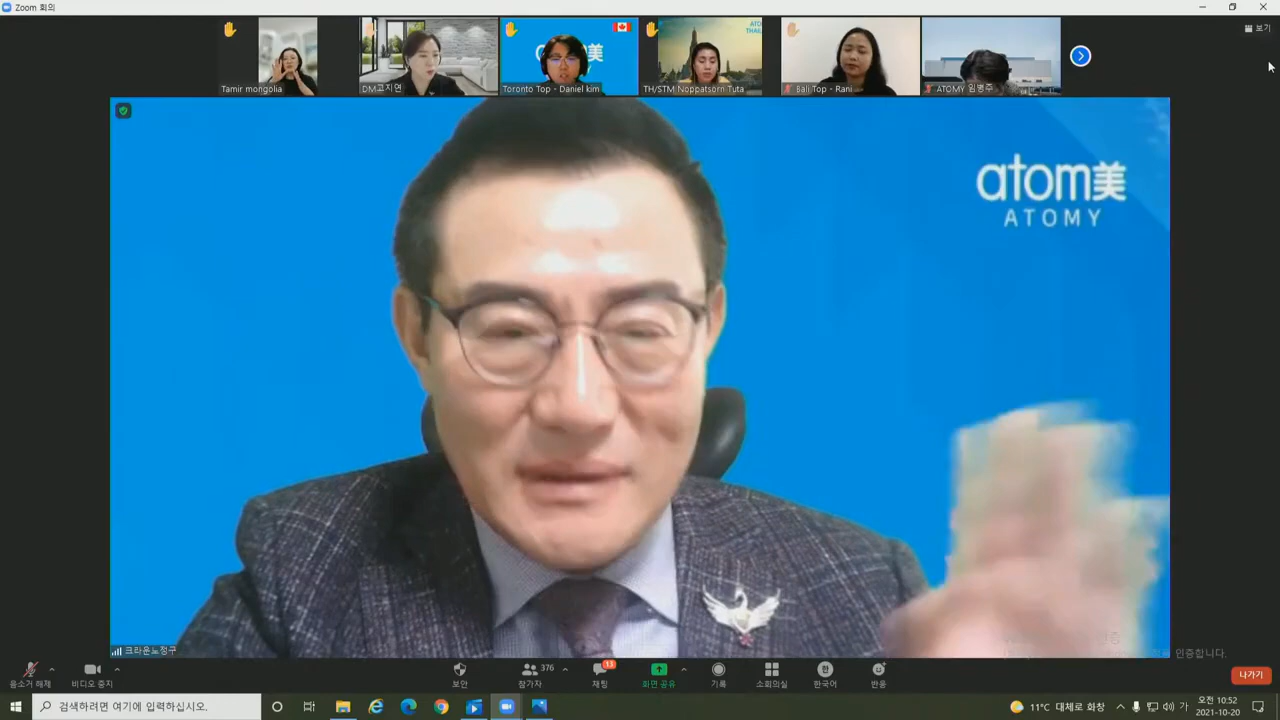 Zoom 회의
보기
ATO
THAIL
美
Tamir mongolia
DM고지연
Toronto Top - Daniel kim
TH/STM Noppatsorn Tuta
Bali Top - Rani
ATOMY 임병주
atom美
ATOMY
크라운노정구
인증합니다.
음소거 해제
비디오 중지
보안
376
참가자
13
채팅
화면 공유
기록
소회의실
한국어
반응
나가기
검색하려면 여기에 입력하십시오.
11°C 대체로 화창
가
오전 10:52
2021-10-20